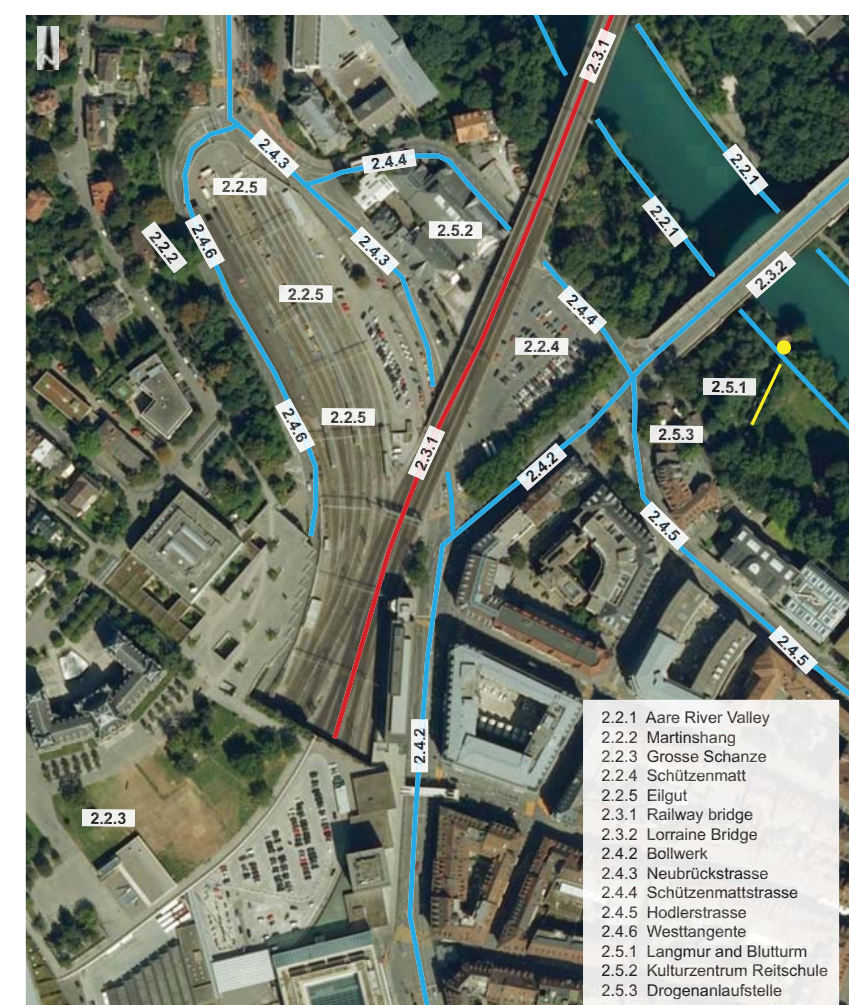 2.3.1
2.4.3
2.4.4
2.2.1
2.2.5
2.2.1
2.5.2
2.4.6
2.2.2
2.4.3
2.3.2
2.2.5
2.4.4
2.2.4
2.5.1
2.2.5
2.4.6
2.5.3
2.3.1
2.4.2
2.4.5
2.4.5
2.4.2
2.2.3
2.2.1 Aare River Valley
2.2.2 Martinshang
2.2.3 Grosse Schanze
2.2.4 Schützenmatt
2.2.5 Eilgut
2.3.1 Railway bridge
2.3.2 Lorraine Bridge
2.4.2 Bollwerk
2.4.3 Neubrückstrasse
2.4.4 Schützenmattstrasse
2.4.5 Hodlerstrasse
2.4.6 Westtangente
2.5.1 Langmur and Blutturm
2.5.2 Kulturzentrum Reitschule
2.5.3 Drogenanlaufstelle